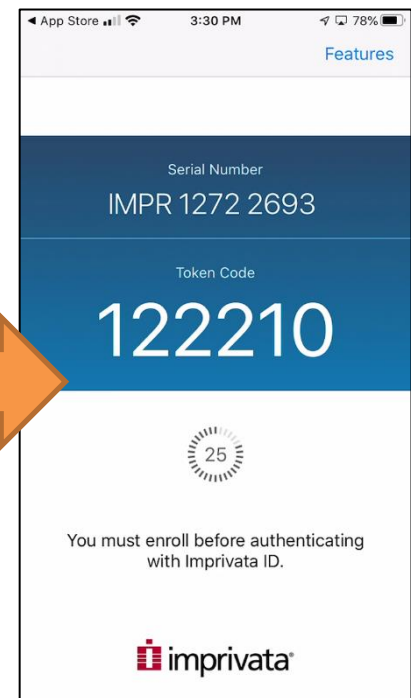 App Store 3:30 PM 78%
Features
Serial Number
IMPR 1272 2693
Token Code
122210
25
You must enroll before authenticating
with Imprivata ID.
imprivata®